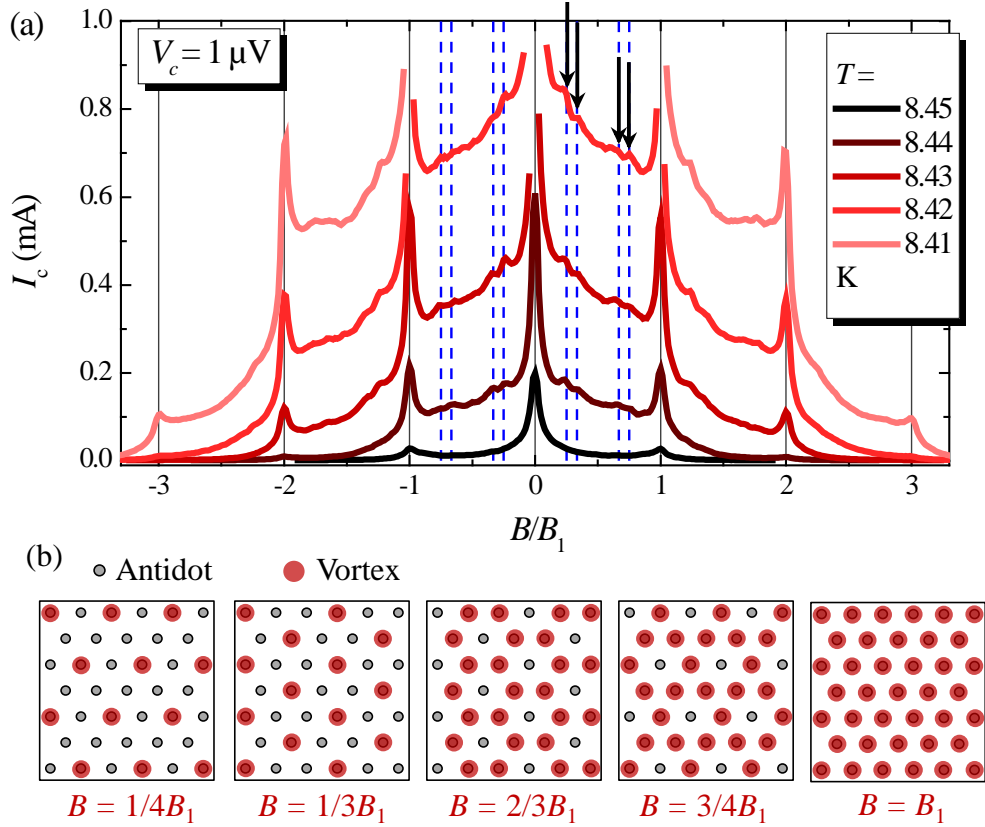 (a)
V_c = 1 μV
T =
8.45
8.44
8.43
8.42
8.41
K
I_c (mA)
1.0
0.8
0.6
0.4
0.2
0.0
-3 -2 -1 0 1 2 3
B/B_1
(b)
Antidot Vortex
B = 1/4B_1 B = 1/3B_1 B = 2/3B_1 B = 3/4B_1 B = B_1